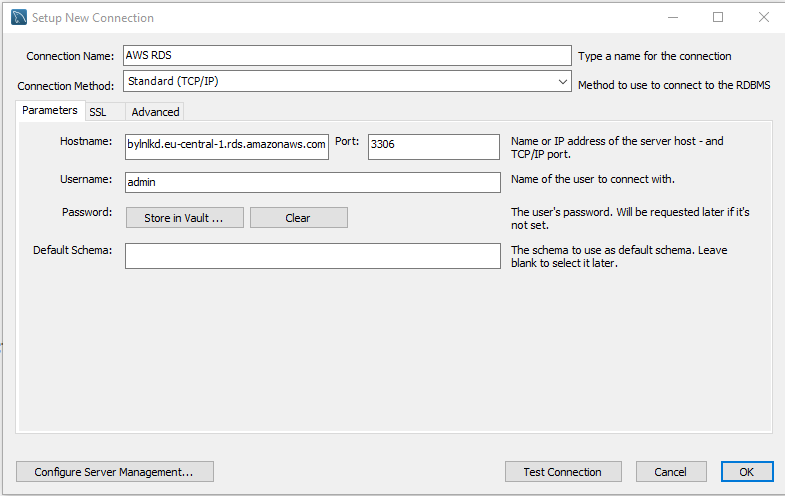 Setup New Connection
Connection Name: AWS RDS Type a name for the connection
Connection Method: Standard (TCP/IP) Method to use to connect to the RDBMS
Parameters SSL Advanced
Hostname: bylnlkd.eu-central-1.rds.amazonaws.com Port: 3306 Name or IP address of the server host - and
TCP/IP port.
Username: admin Name of the user to connect with.
Password: Store in Vault ... Clear The user's password. Will be requested later if it's
not set.
Default Schema: The schema to use as default schema. Leave
blank to select it later.
Configure Server Management... Test Connection Cancel OK